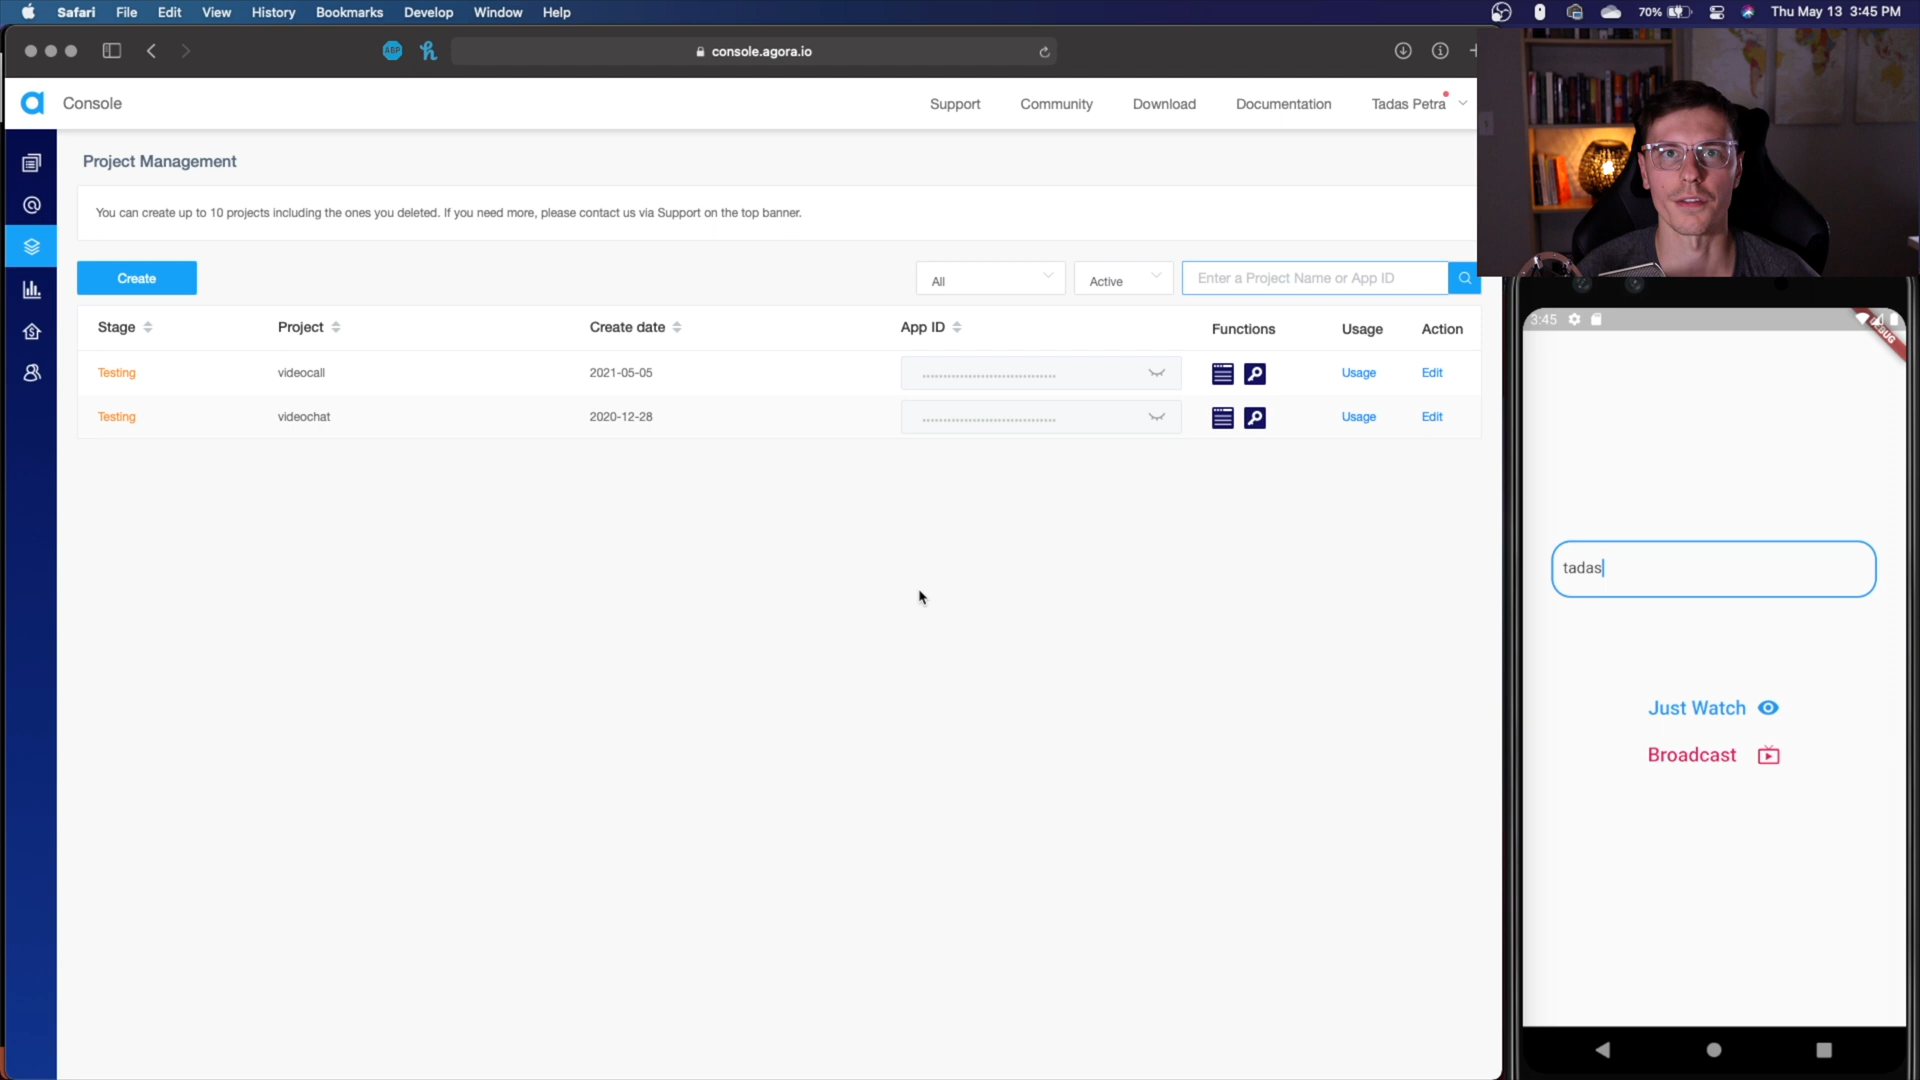 Safari File Edit View History Bookmarks Develop Window Help 70% Thu May 13 3:45 PM
ABP console.agora.io
Console Support Community Download Documentation Tadas Petra
Project Management
You can create up to 10 projects including the ones you deleted. If you need more, please contact us via Support on the top banner.
Create All Active Enter a Project Name or App ID
Stage Project Create date App ID Functions Usage Action
Testing videocall 2021-05-05 Usage Edit
Testing videochat 2020-12-28 Usage Edit
3:45
DEBUG
tadas
Just Watch
Broadcast